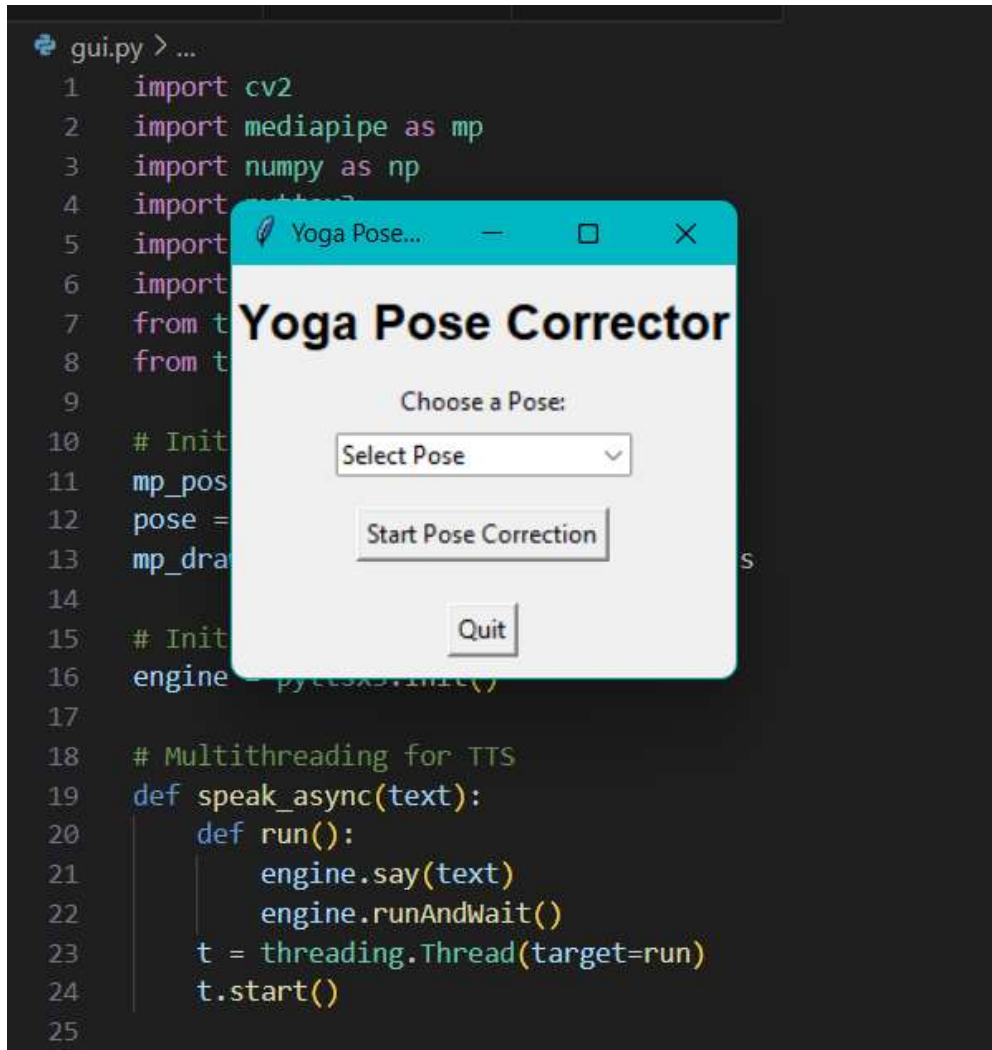 gui.py > ...
1 import cv2
2 import mediapipe as mp
3 import numpy as np
4 import
5 import
6 import
7 from t
8 from t
9
10 # Init
11 mp_pos
12 pose =
13 mp_dra s
14
15 # Init
16 engine = pyttsx3.init()
17
18 # Multithreading for TTS
19 def speak_async(text):
20 def run():
21 engine.say(text)
22 engine.runAndWait()
23 t = threading.Thread(target=run)
24 t.start()
25
Yoga Pose...
Yoga Pose Corrector
Choose a Pose:
Select Pose
Start Pose Correction
Quit